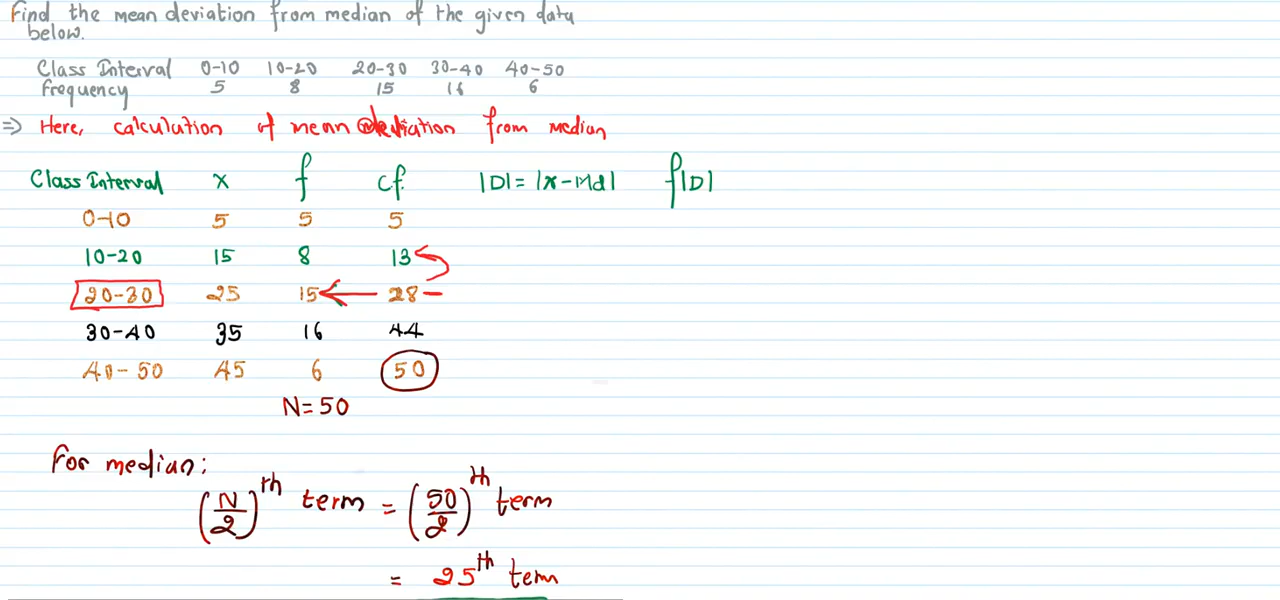 Find the mean deviation from median of the given data
below.
Class Interval 0-10 10-20 20-30 30-40 40-50
Frequency 5 8 15 16 6
⇒ Here, calculation of mean deviation from median
Class Interval x f cf. |D| = |x-Md| f|D|
0-10 5 5 5
10-20 15 8 13
20-30 25 15 28
30-40 35 16 44
40-50 45 6 50
N=50
For median:
(N/2)th term = (50/2)th term
= 25th term